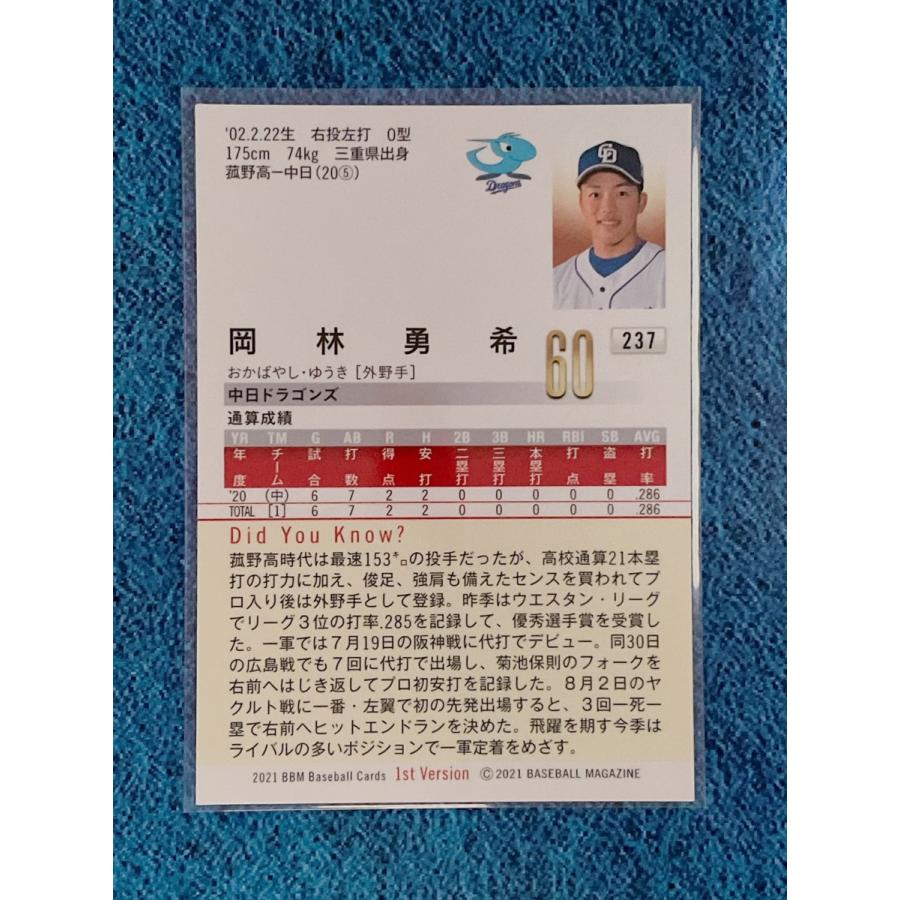 '02.2.22生　右投左打　O型
175cm　74kg　三重県出身
菰野高ー中日(20⑤)
Dragons
CD
岡林勇希
60
237
おかばやし・ゆうき［外野手］
中日ドラゴンズ
通算成績
YR TM G AB R H 2B 3B HR RBI SB AVG
年度 チーム 試合 打数 得点 安打 二塁打 三塁打 本塁打 打点 盗塁 打率
'20 (中) 6 7 2 2 0 0 0 0 0 .286
TOTAL [1] 6 7 2 2 0 0 0 0 0 .286
Did You Know?
菰野高時代は最速153㌔の投手だったが、高校通算21本塁
打の打力に加え、俊足、強肩も備えたセンスを買われてプ
ロ入り後は外野手として登録。昨季はウエスタン・リーグ
でリーグ３位の打率.285を記録して、優秀選手賞を受賞し
た。一軍では７月19日の阪神戦に代打でデビュー。同30日
の広島戦でも７回に代打で出場し、菊池保則のフォークを
右前へはじき返してプロ初安打を記録した。８月２日のヤ
クルト戦に一番・左翼で初の先発出場すると、３回一死一
塁で右前へヒットエンドランを決めた。飛躍を期す今季は
ライバルの多いポジションで一軍定着をめざす。
2021 BBM Baseball Cards 1st Version ©2021 BASEBALL MAGAZINE